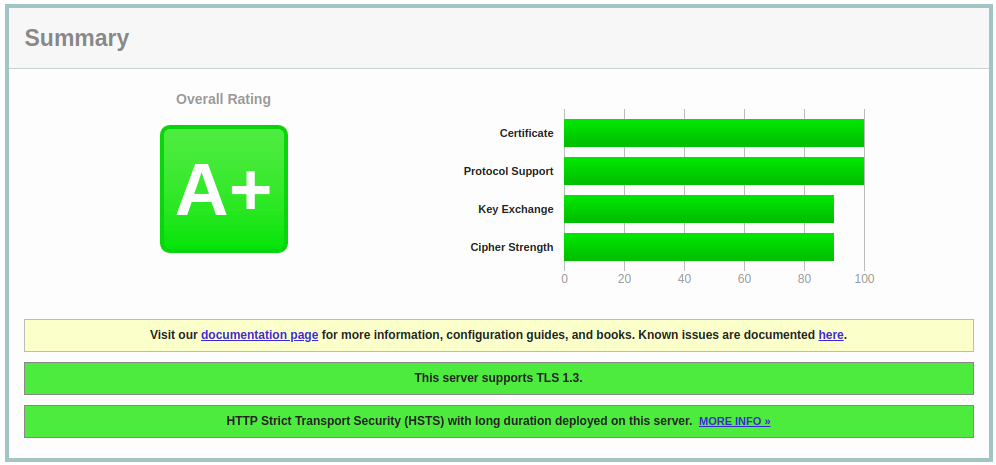 Summary
Overall Rating
A+
Certificate
Protocol Support
Key Exchange
Cipher Strength
0 20 40 60 80 100
Visit our documentation page for more information, configuration guides, and books. Known issues are documented here.
This server supports TLS 1.3.
HTTP Strict Transport Security (HSTS) with long duration deployed on this server. MORE INFO »